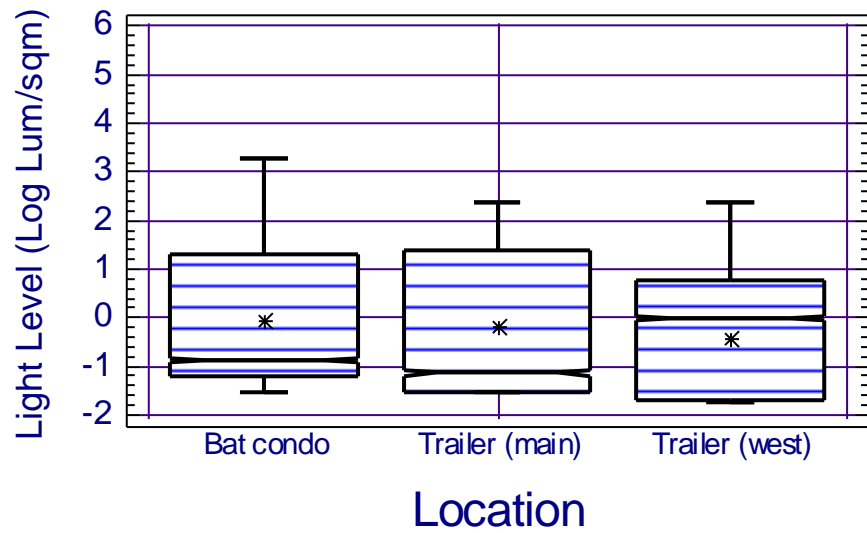 Light Level (Log Lum/sqm)
6
5
4
3
2
1
0
-1
-2
Bat condo
Trailer (main)
Trailer (west)
Location